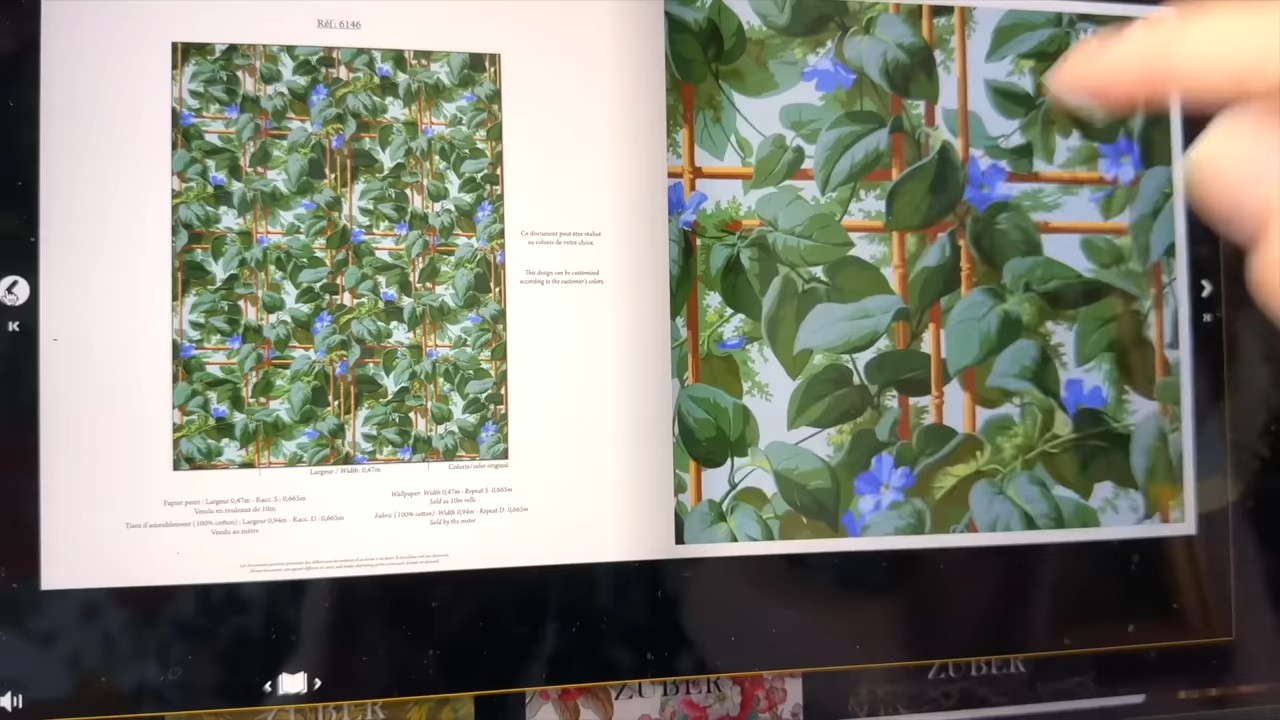 Réf: 6146
Ce document peut être réalisé
au coloris de votre choix.
This design can be customised
according to the customer's colors.
Largeur / Width: 0,47m
Coloris/color original
Papier peint : Largeur 0,47m - Racc. S : 0,665m
Vendu en rouleaux de 10m
Tissu d'ameublement (100% cotton) : Largeur 0,94m - Racc. D : 0,665m
Vendu au mètre
Wallpaper: Width 0,47m - Repeat S: 0,665m
Sold as 10m rolls
Fabric (100% cotton): Width 0,94m - Repeat D: 0,665m
Sold by the meter
ZUBER
ZUBER
ZUBER